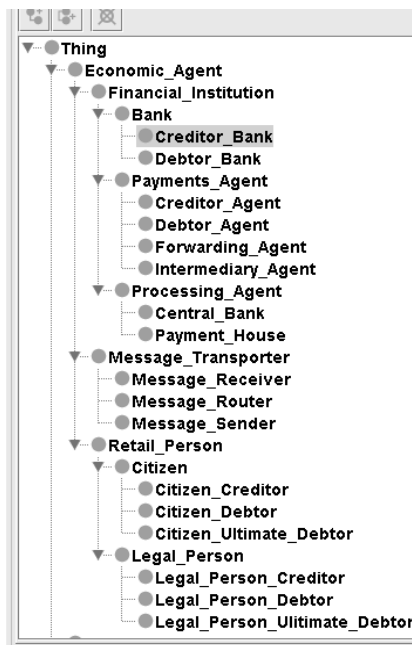 Thing
Economic_Agent
Financial_Institution
Bank
Creditor_Bank
Debtor_Bank
Payments_Agent
Creditor_Agent
Debtor_Agent
Forwarding_Agent
Intermediary_Agent
Processing_Agent
Central_Bank
Payment_House
Message_Transporter
Message_Receiver
Message_Router
Message_Sender
Retail_Person
Citizen
Citizen_Creditor
Citizen_Debtor
Citizen_Ultimate_Debtor
Legal_Person
Legal_Person_Creditor
Legal_Person_Debtor
Legal_Person_Ulitimate_Debtor